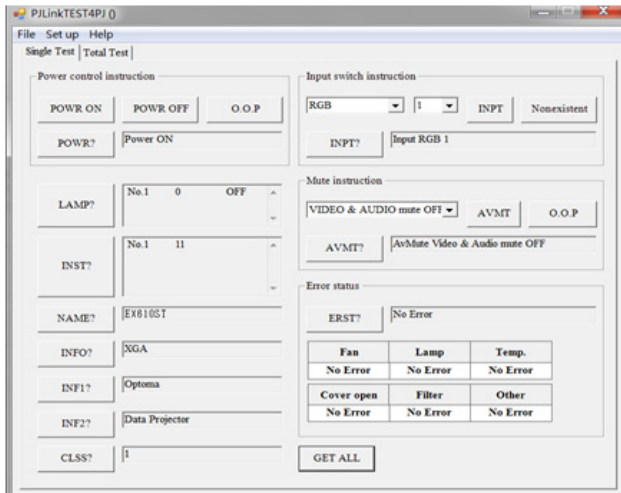 PJLinkTEST4PJ ()
File Set up Help
Single Test Total Test
Power control instruction
POWR ON POWR OFF O.O.P
POWR? Power ON
LAMP? No.1 0 OFF
INST? No.1 11
NAME? EX610ST
INFO? XGA
INF1? Optoma
INF2? Data Projector
CLSS? 1
Input switch instruction
RGB 1 INPT Nonexistent
INPT? Input RGB 1
Mute instruction
VIDEO & AUDIO mute OFF AVMT O.O.P
AVMT? AvMute Video & Audio mute OFF
Error status
ERST? No Error
Fan Lamp Temp.
No Error No Error No Error
Cover open Filter Other
No Error No Error No Error
GET ALL